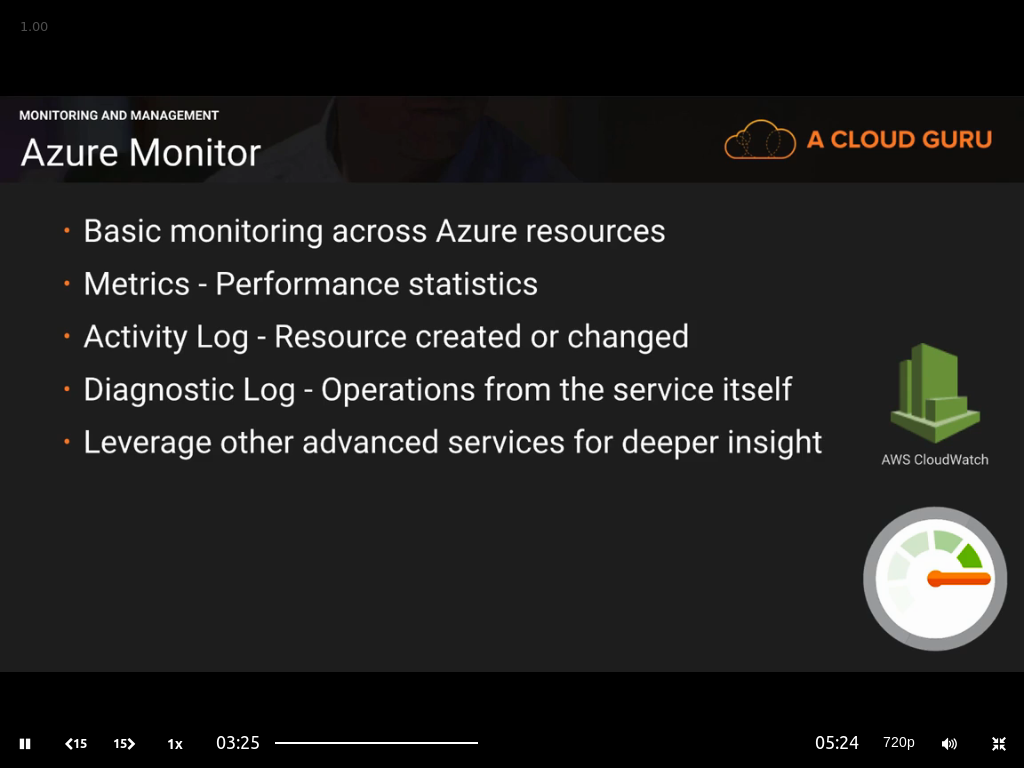 1.00
MONITORING AND MANAGEMENT
Azure Monitor
A CLOUD GURU
• Basic monitoring across Azure resources
• Metrics - Performance statistics
• Activity Log - Resource created or changed
• Diagnostic Log - Operations from the service itself
• Leverage other advanced services for deeper insight
AWS CloudWatch
15 15 1x 03:25 05:24 720p